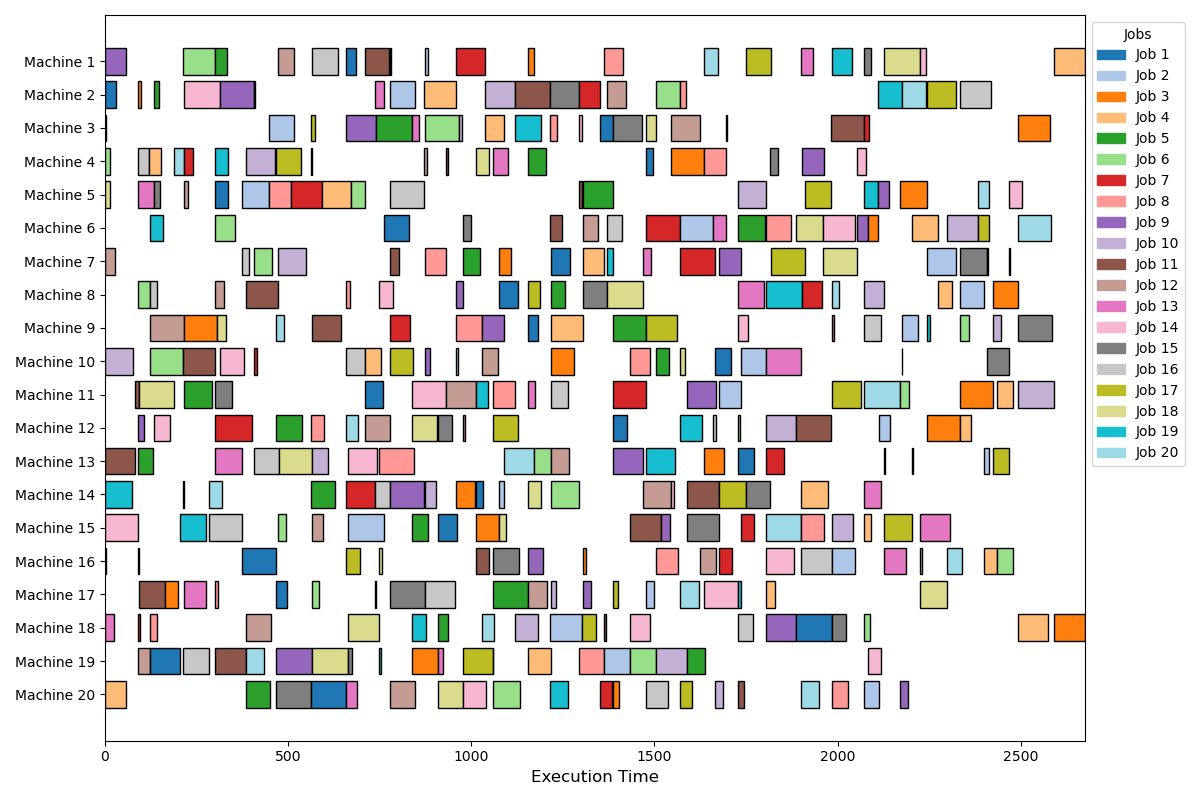 Machine 1
Machine 2
Machine 3
Machine 4
Machine 5
Machine 6
Machine 7
Machine 8
Machine 9
Machine 10
Machine 11
Machine 12
Machine 13
Machine 14
Machine 15
Machine 16
Machine 17
Machine 18
Machine 19
Machine 20
0 500 1000 1500 2000 2500
Execution Time
Jobs
Job 1
Job 2
Job 3
Job 4
Job 5
Job 6
Job 7
Job 8
Job 9
Job 10
Job 11
Job 12
Job 13
Job 14
Job 15
Job 16
Job 17
Job 18
Job 19
Job 20